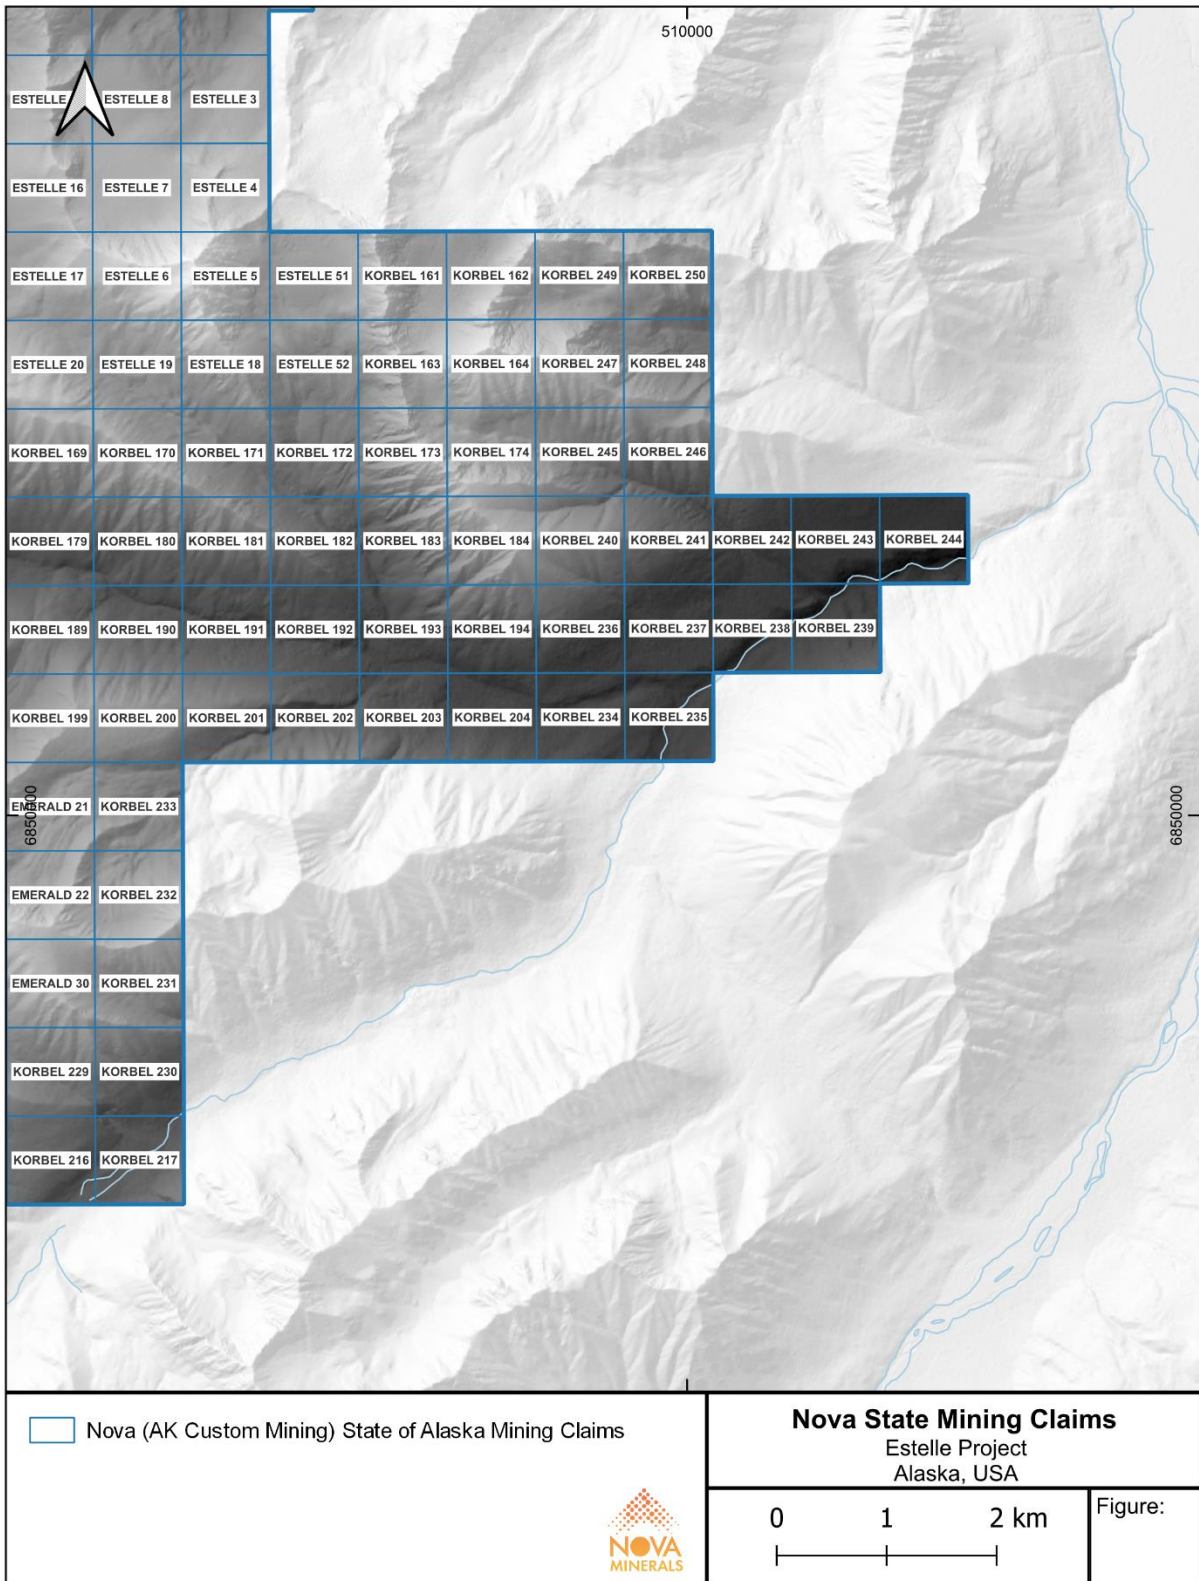 510000
ESTELLE ESTELLE 8 ESTELLE 3
ESTELLE 16 ESTELLE 7 ESTELLE 4
ESTELLE 17 ESTELLE 6 ESTELLE 5 ESTELLE 51 KORBEL 161 KORBEL 162 KORBEL 249 KORBEL 250
ESTELLE 20 ESTELLE 19 ESTELLE 18 ESTELLE 52 KORBEL 163 KORBEL 164 KORBEL 247 KORBEL 248
KORBEL 169 KORBEL 170 KORBEL 171 KORBEL 172 KORBEL 173 KORBEL 174 KORBEL 245 KORBEL 246
KORBEL 179 KORBEL 180 KORBEL 181 KORBEL 182 KORBEL 183 KORBEL 184 KORBEL 240 KORBEL 241 KORBEL 242 KORBEL 243 KORBEL 244
KORBEL 189 KORBEL 190 KORBEL 191 KORBEL 192 KORBEL 193 KORBEL 194 KORBEL 236 KORBEL 237 KORBEL 238 KORBEL 239
KORBEL 199 KORBEL 200 KORBEL 201 KORBEL 202 KORBEL 203 KORBEL 204 KORBEL 234 KORBEL 235
EMERALD 21 KORBEL 233
6850000
6850000
EMERALD 22 KORBEL 232
EMERALD 30 KORBEL 231
KORBEL 229 KORBEL 230
KORBEL 216 KORBEL 217
Nova (AK Custom Mining) State of Alaska Mining Claims
NOVA
MINERALS
Nova State Mining Claims
Estelle Project
Alaska, USA
0 1 2 km
Figure: